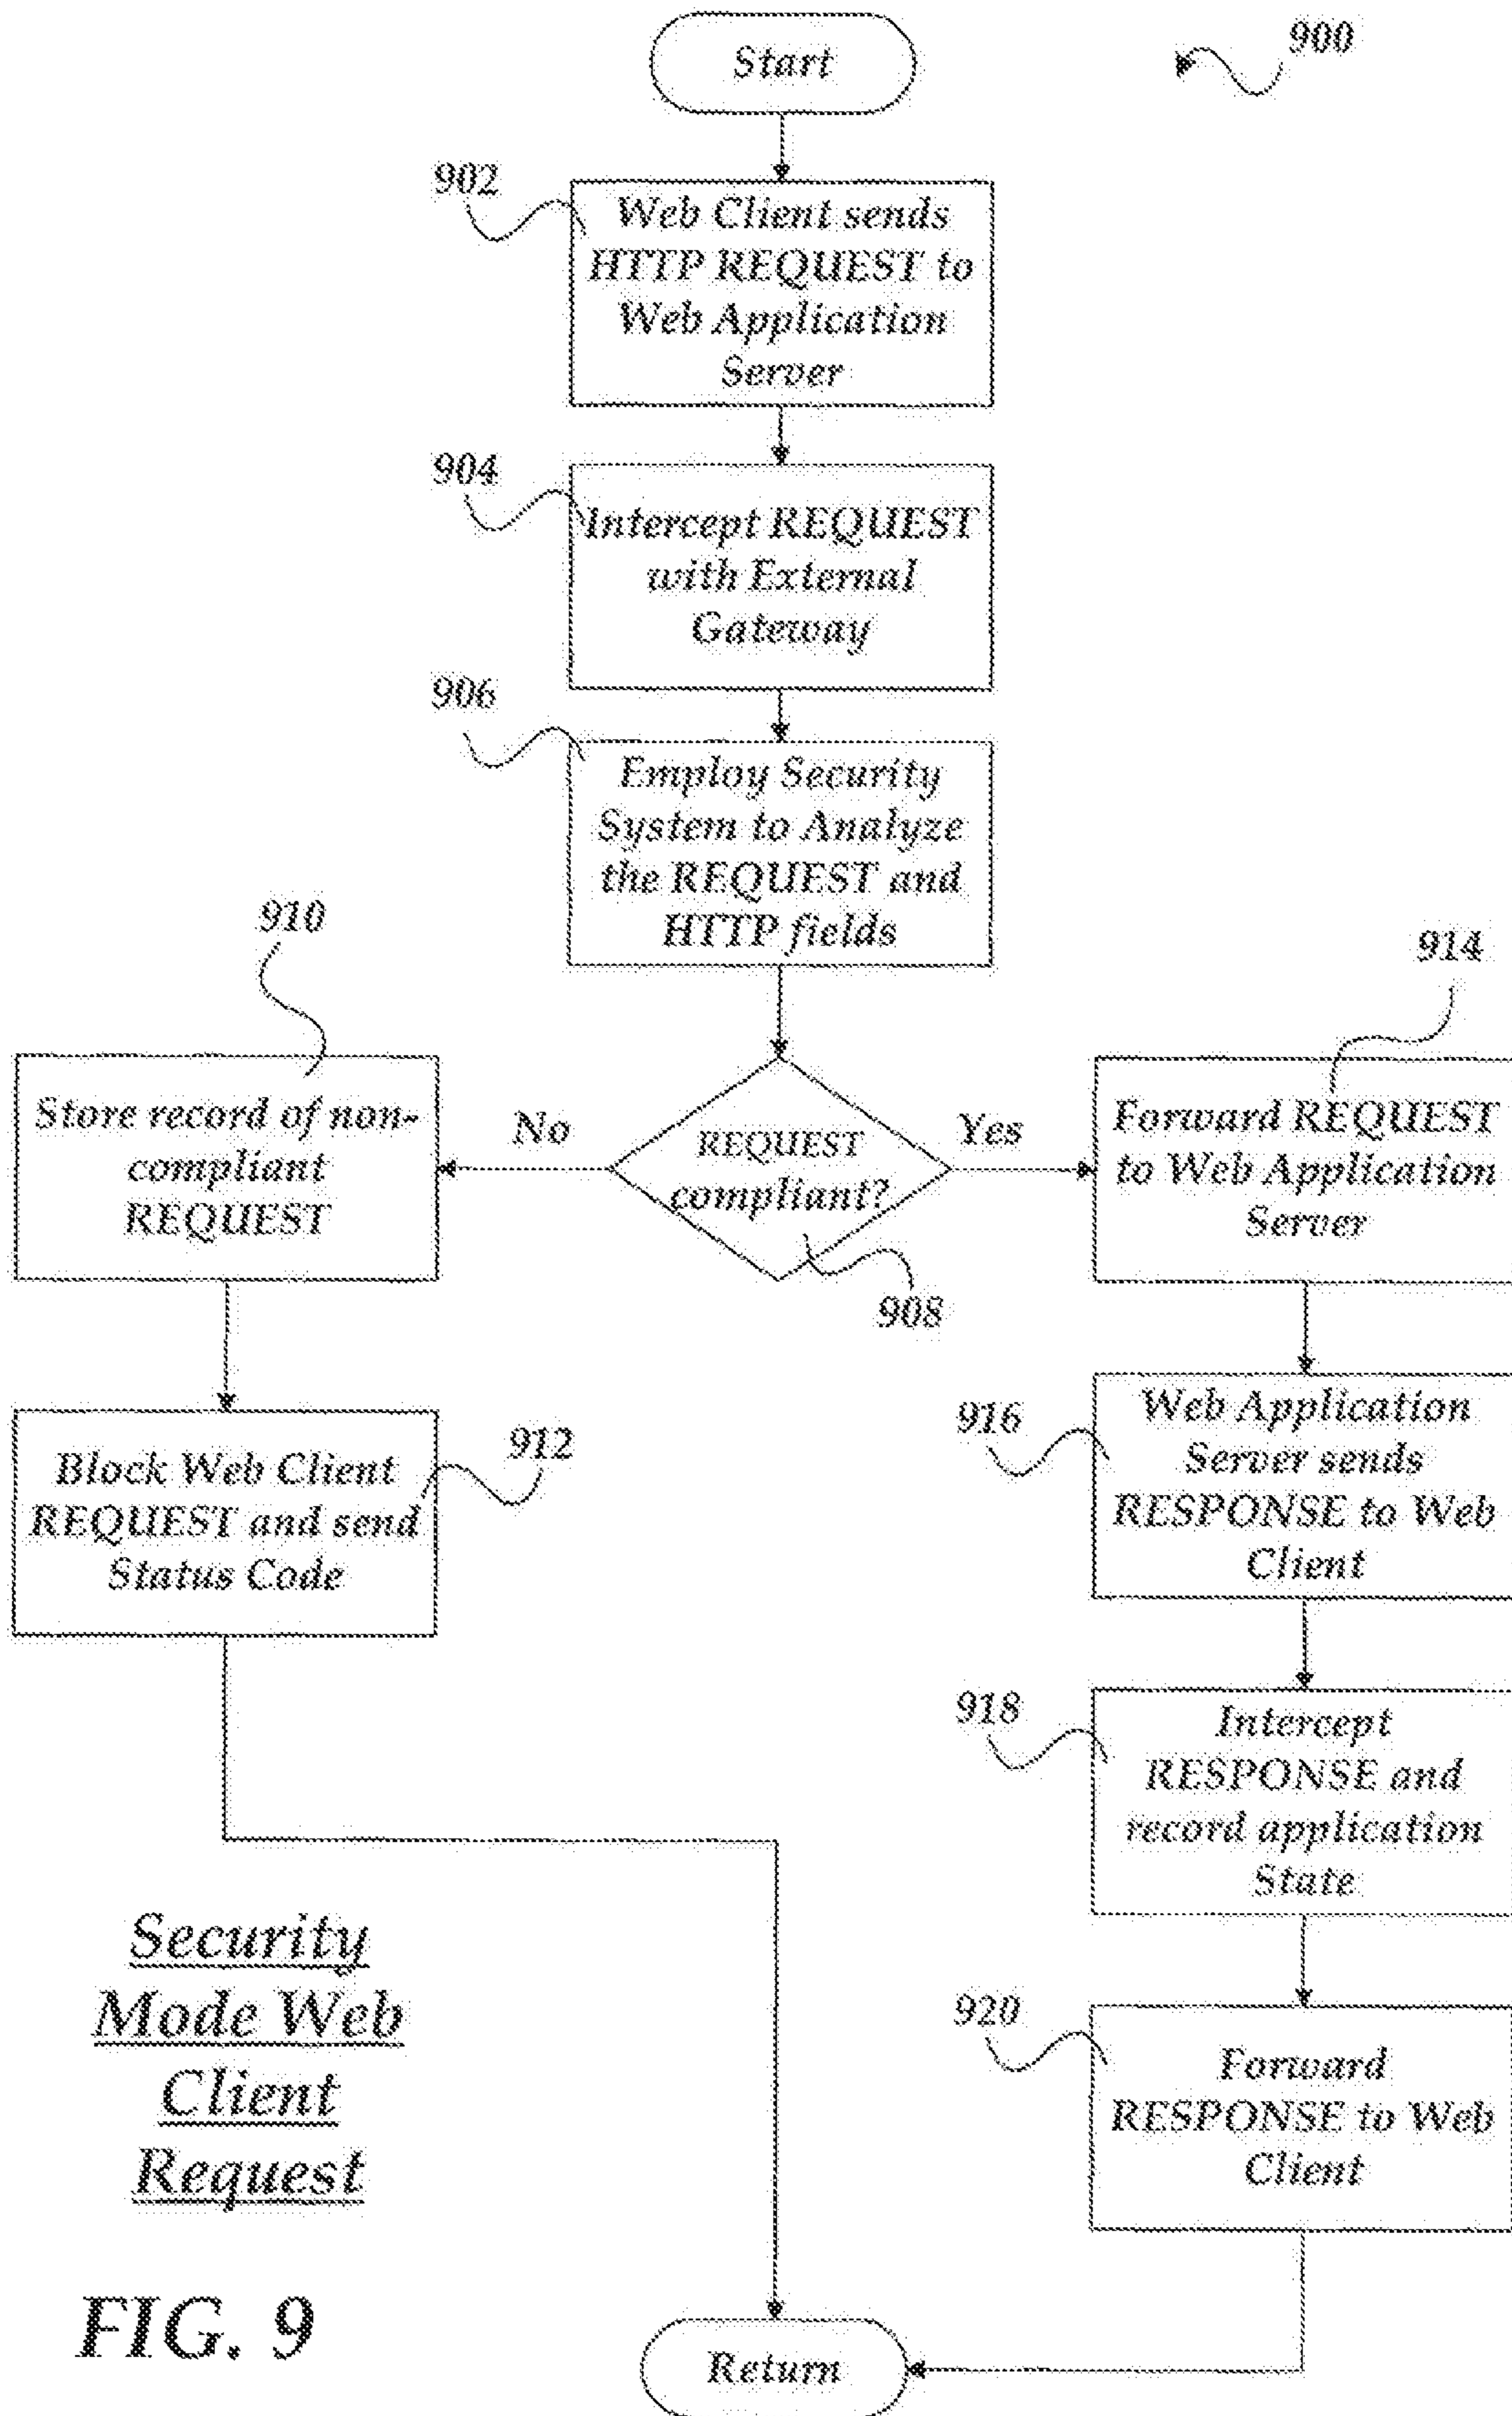 Start
900
902
Web Client sends
HTTP REQUEST to
Web Application
Server
904
Intercept REQUEST
with External
Gateway
906
Employ Security
System to Analyze
the REQUEST and
HTTP fields
910
914
Store record of non-
compliant
REQUEST
No
REQUEST
compliant?
Yes
Forward REQUEST
to Web Application
Server
908
912
Block Web Client
REQUEST and send
Status Code
916
Web Application
Server sends
RESPONSE to Web
Client
918
Intercept
RESPONSE and
record application
State
920
Forward
RESPONSE to Web
Client
Security
Mode Web
Client
Request
FIG. 9
Return